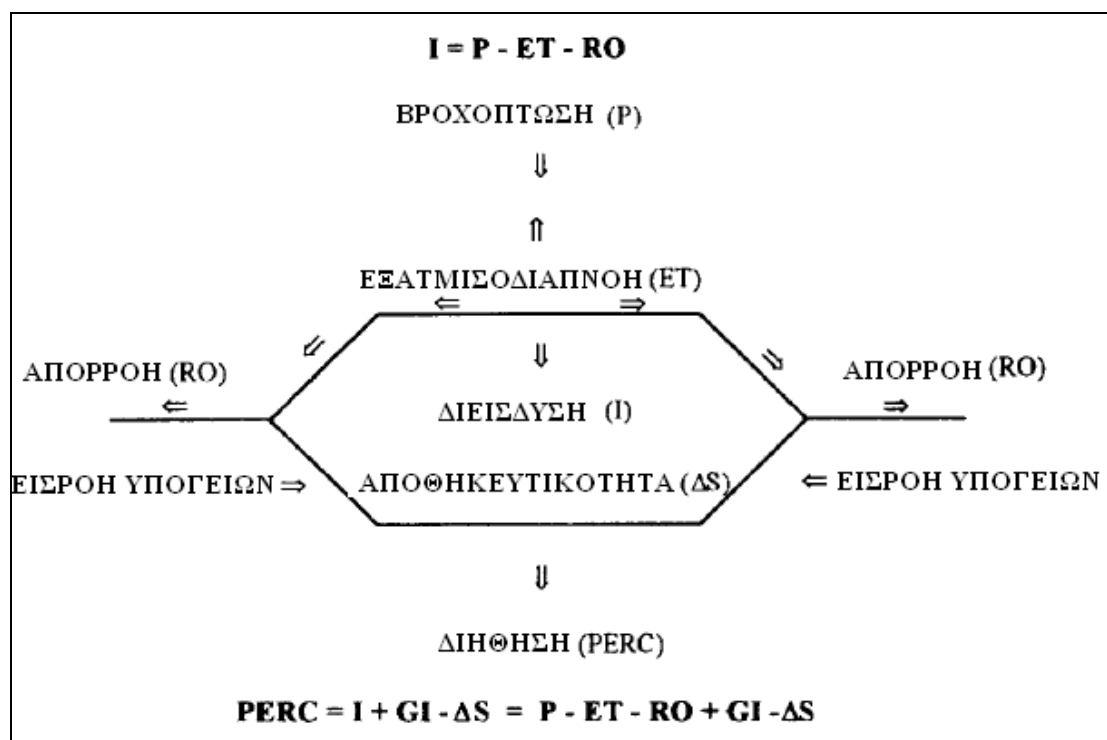 I = P - ET - RO
ΒΡΟΧΟΠΤΩΣΗ (P)
⇓
⇑
ΕΞΑΤΜΙΣΟΔΙΑΠΝΟΗ (ET)
⇐ ⇒
⇙ ⇓ ⇘
ΑΠΟΡΡΟΗ (RO) ΑΠΟΡΡΟΗ (RO)
⇐ ΔΙΕΙΣΔΥΣΗ (I) ⇒
ΕΙΣΡΟΗ ΥΠΟΓΕΙΩΝ ⇒ ΑΠΟΘΗΚΕΥΤΙΚΟΤΗΤΑ (ΔS) ⇐ ΕΙΣΡΟΗ ΥΠΟΓΕΙΩΝ
⇓
ΔΙΗΘΗΣΗ (PERC)
PERC = I + GI - ΔS = P - ET - RO + GI - ΔS